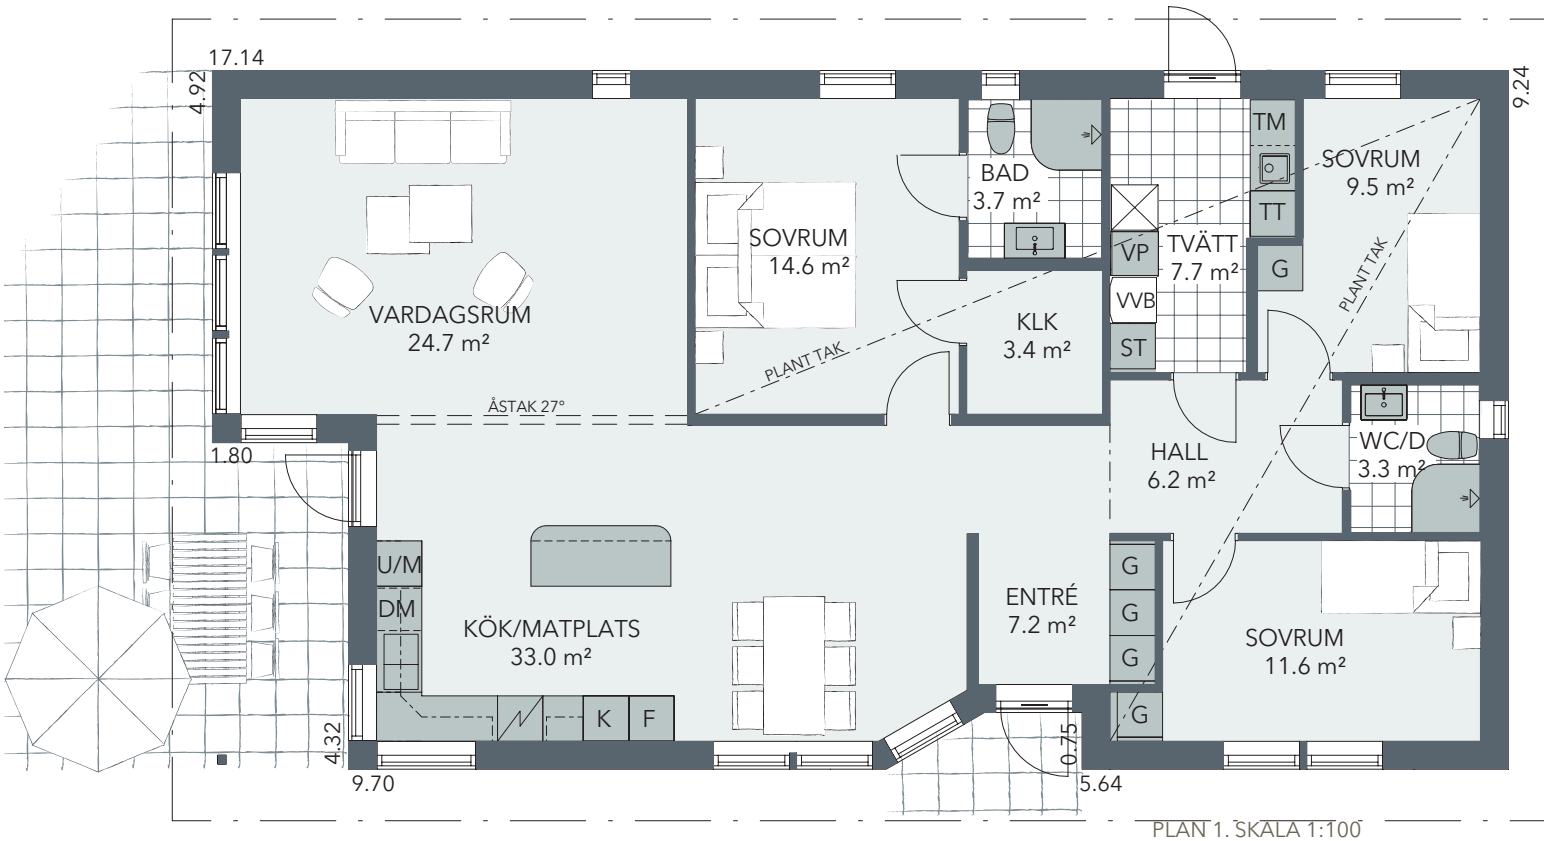 17.14
4.92
9.24
TM
SOVRUM
9.5 m²
BAD
3.7 m²
TT
SOVRUM
14.6 m²
VP
TVÄTT
7.7 m²
G
PLANT TAK
VARDAGSRUM
24.7 m²
VVB
KLK
3.4 m²
ST
PLANT TAK
ÅSTAK 27°
1.80
HALL
6.2 m²
WC/D
3.3 m²
U/M
DM
KÖK/MATPLATS
33.0 m²
ENTRÉ
7.2 m²
G
G
G
SOVRUM
11.6 m²
K
F
G
4.32
0.75
9.70
5.64
PLAN 1. SKALA 1:100